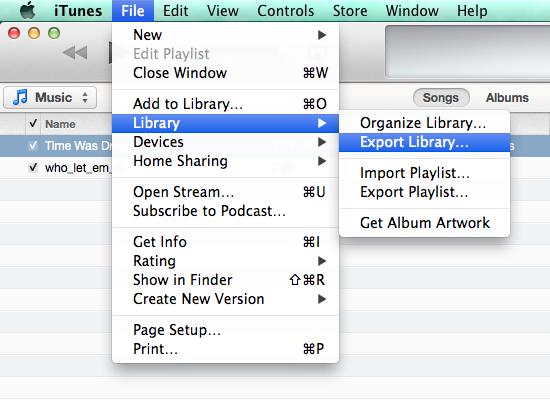 iTunes File Edit View Controls Store Window Help
New
Edit Playlist
Close Window ⌘W
Music
Songs Albums
Add to Library... ⌘O
✓ Name
Library
Organize Library...
Devices
Export Library...
Time Was Dr
Home Sharing
who_let_em_
Import Playlist...
Open Stream... ⌘U
Export Playlist...
Subscribe to Podcast...
Get Album Artwork
Get Info ⌘I
Rating
Show in Finder ⇧⌘R
Create New Version
Page Setup...
Print... ⌘P